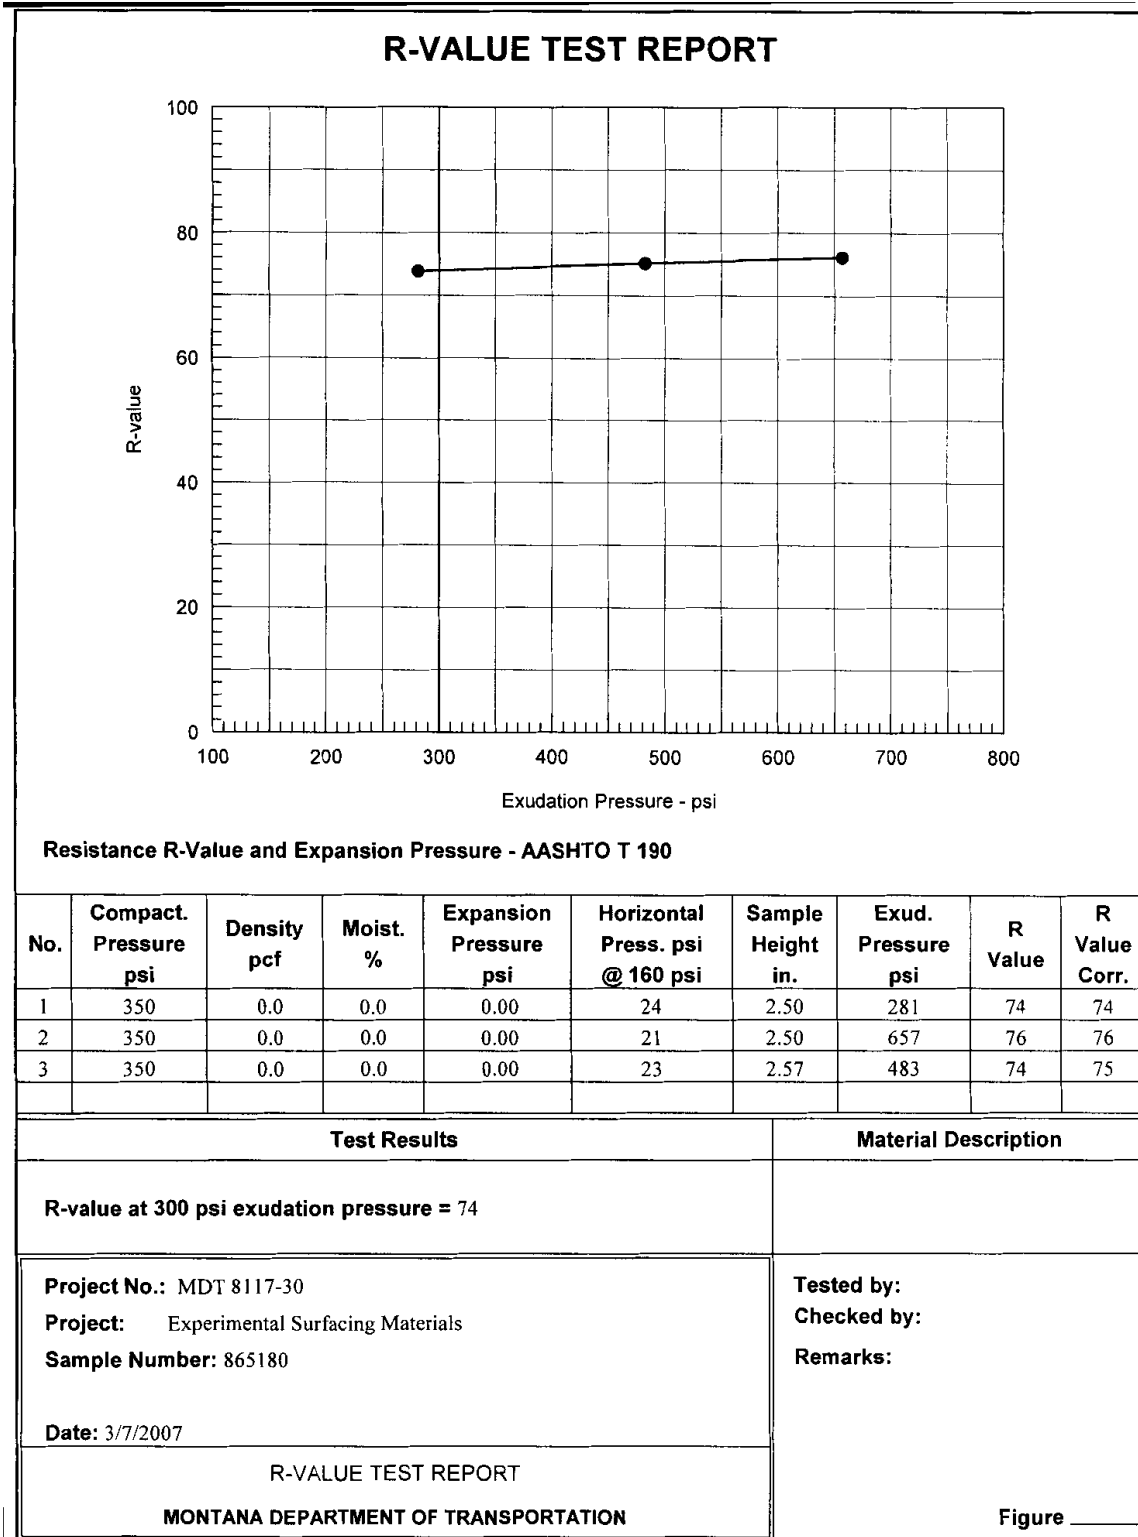 R-VALUE TEST REPORT
100
80
60
40
20
0
R-value
100 200 300 400 500 600 700 800
Exudation Pressure - psi
Resistance R-Value and Expansion Pressure - AASHTO T 190
No. Compact. Pressure psi Density pcf Moist. % Expansion Pressure psi Horizontal Press. psi @ 160 psi Sample Height in. Exud. Pressure psi R Value R Value Corr.
1 350 0.0 0.0 0.00 24 2.50 281 74 74
2 350 0.0 0.0 0.00 21 2.50 657 76 76
3 350 0.0 0.0 0.00 23 2.57 483 74 75
Test Results Material Description
R-value at 300 psi exudation pressure = 74
Project No.: MDT 8117-30
Project: Experimental Surfacing Materials
Sample Number: 865180
Date: 3/7/2007
Tested by:
Checked by:
Remarks:
R-VALUE TEST REPORT
MONTANA DEPARTMENT OF TRANSPORTATION
Figure